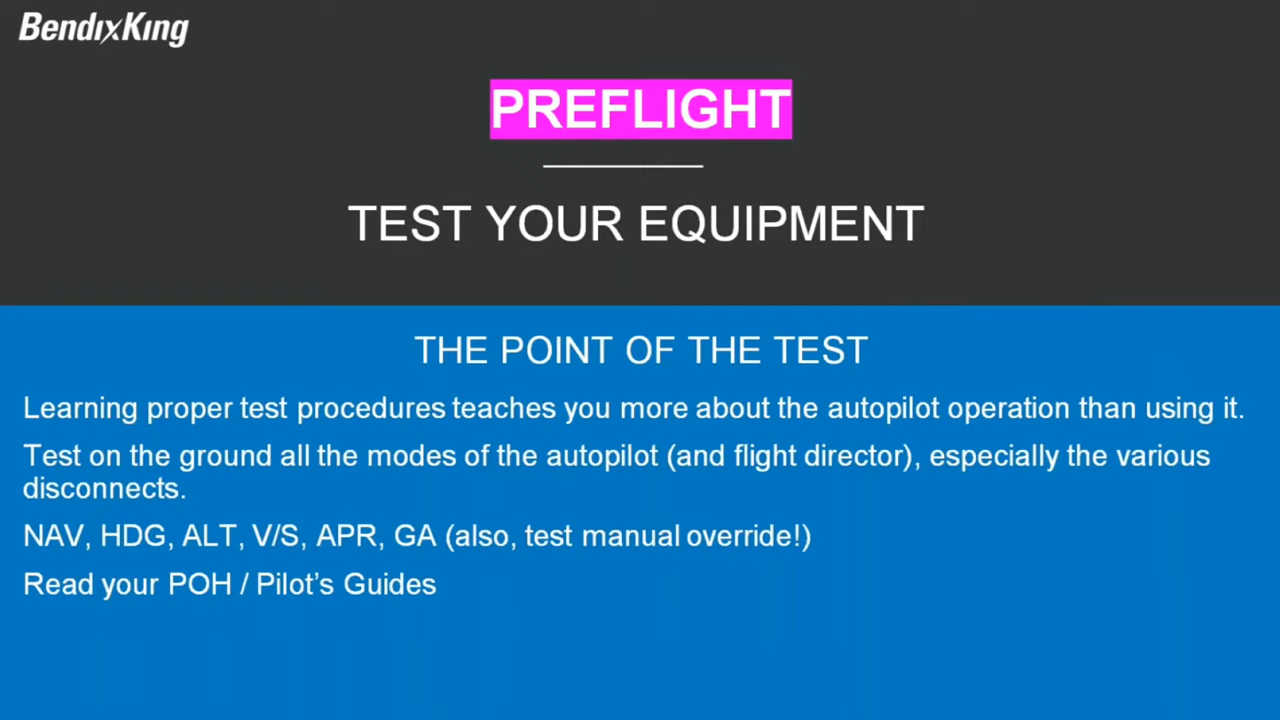 BendixKing
PREFLIGHT
TEST YOUR EQUIPMENT
THE POINT OF THE TEST
Learning proper test procedures teaches you more about the autopilot operation than using it.
Test on the ground all the modes of the autopilot (and flight director), especially the various
disconnects.
NAV, HDG, ALT, V/S, APR, GA (also, test manual override!)
Read your POH / Pilot’s Guides